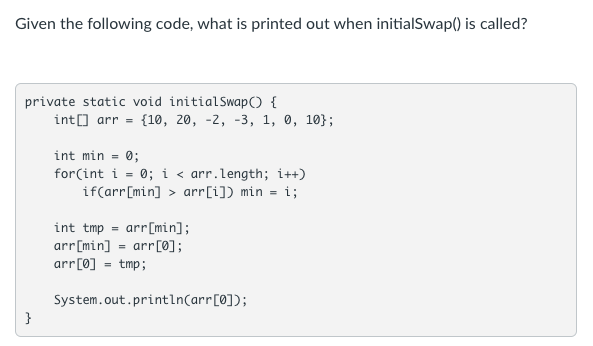 Given the following code, what is printed out when initialSwap() is called?
private static void initialSwap() {
    int[] arr = {10, 20, -2, -3, 1, 0, 10};
    int min = 0;
    for(int i = 0; i < arr.length; i++)
        if(arr[min] > arr[i]) min = i;
    int tmp = arr[min];
    arr[min] = arr[0];
    arr[0] = tmp;
    System.out.println(arr[0]);
}